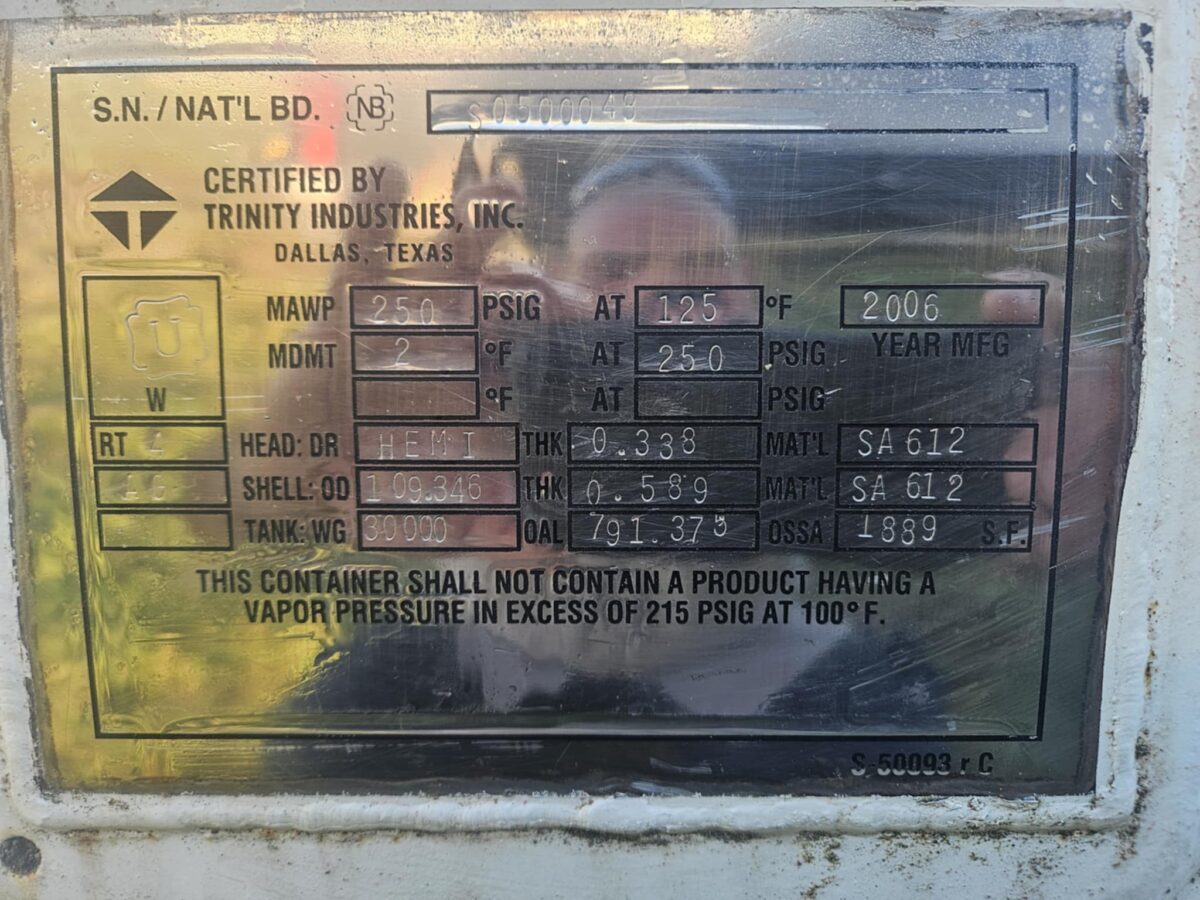 S.N. / NAT'L BD. NB S0500048
CERTIFIED BY
TRINITY INDUSTRIES, INC.
DALLAS, TEXAS
U
W
MAWP 250 PSIG AT 125 °F 2006
MDMT 2 °F AT 250 PSIG YEAR MFG
°F AT PSIG
RT HEAD: DR HEMI THK 0.338 MAT'L SA 612
SHELL: OD 109.346 THK 0.589 MAT'L SA 612
TANK: WG 30000 OAL 791.375 OSSA 1889 S.F.
THIS CONTAINER SHALL NOT CONTAIN A PRODUCT HAVING A
VAPOR PRESSURE IN EXCESS OF 215 PSIG AT 100°F.
S-50093 r C